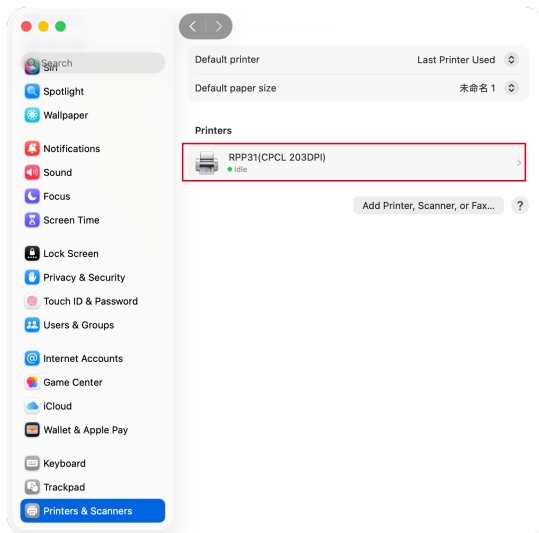 Search
Siri
Spotlight
Wallpaper
Notifications
Sound
Focus
Screen Time
Lock Screen
Privacy & Security
Touch ID & Password
Users & Groups
Internet Accounts
Game Center
iCloud
Wallet & Apple Pay
Keyboard
Trackpad
Printers & Scanners
Default printer Last Printer Used
Default paper size 未命名 1
Printers
RPP31(CPCL 203DPI)
Idle
Add Printer, Scanner, or Fax... ?